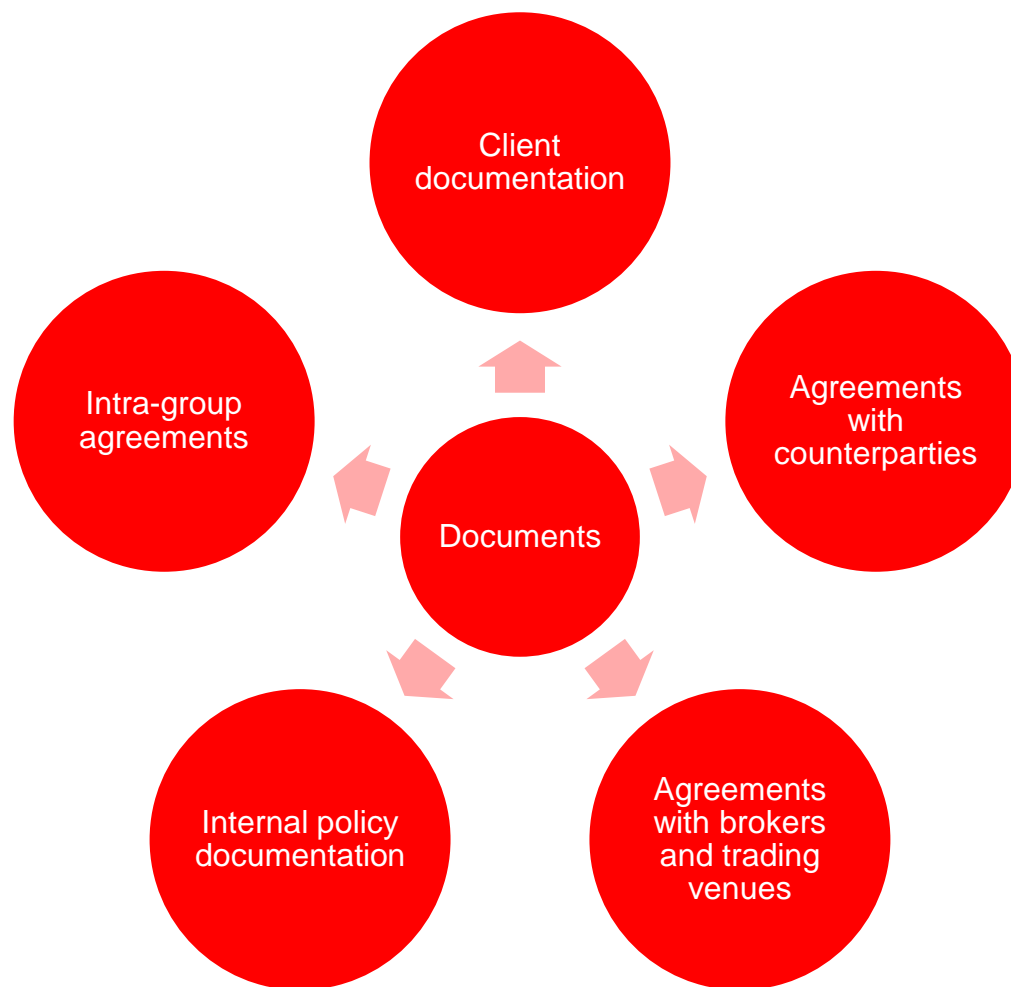 Client
documentation
Intra-group
agreements
Agreements
with
counterparties
Documents
Internal policy
documentation
Agreements
with brokers
and trading
venues